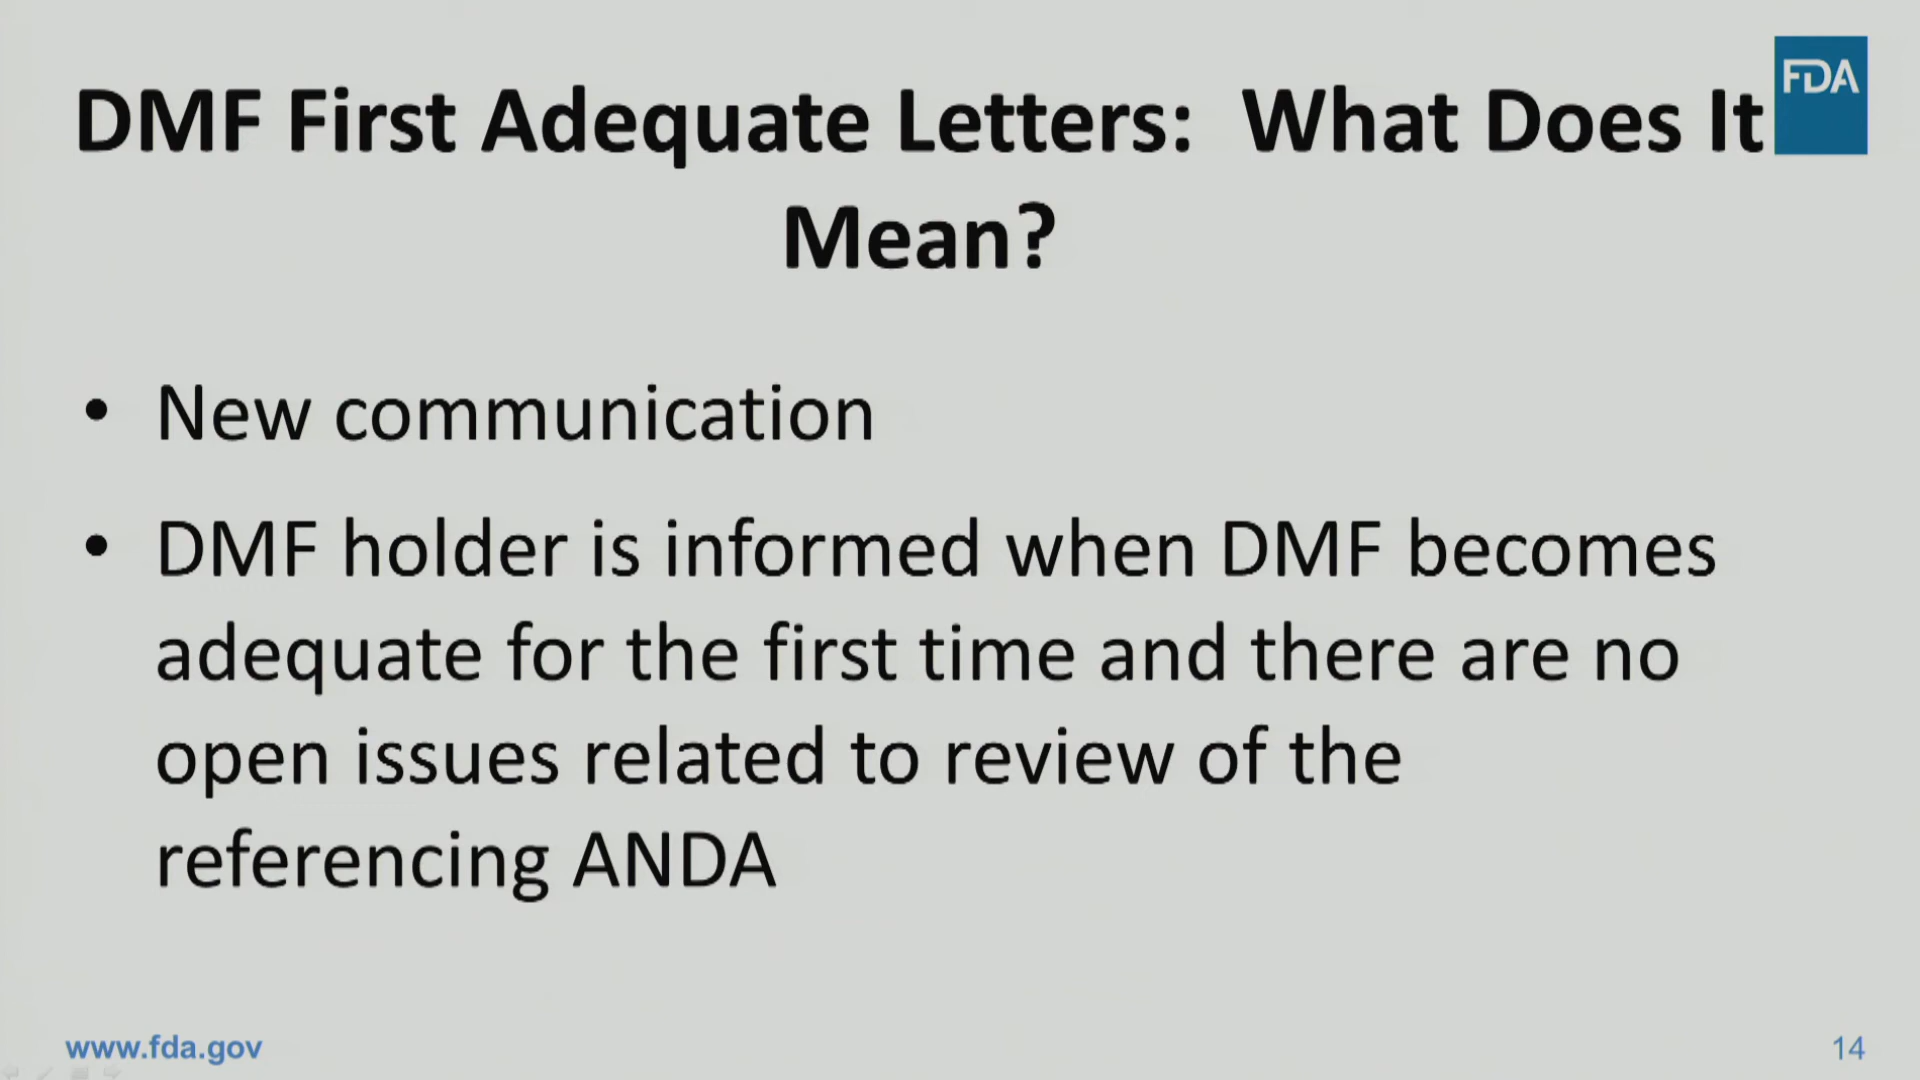 FDA
DMF First Adequate Letters:  What Does It
Mean?
• New communication
• DMF holder is informed when DMF becomes
adequate for the first time and there are no
open issues related to review of the
referencing ANDA
www.fda.gov
14